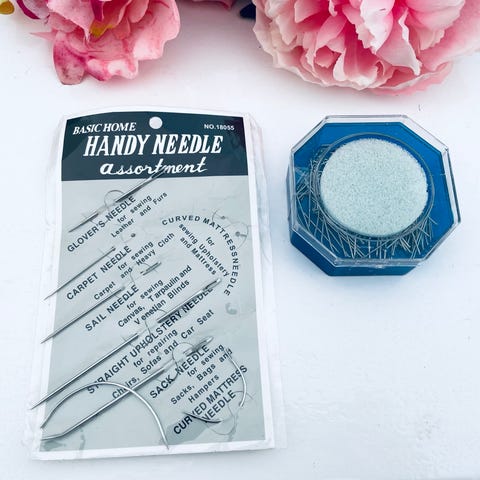 BASIC HOME
NO.18055
HANDY NEEDLE
assortment
GLOVER'S NEEDLE
for sewing
Leather and Furs
CARPET NEEDLE
for sewing
Carpet and Heavy Cloth
SAIL NEEDLE
for sewing
Canvas, Tarpaulin and
Venelian Blinds
STRAIGHT UPHOLSTERY NEEDLE
for repairing
Chairs, Sofas and Car Seat
SACK NEEDLE
for sewing
Sacks, Bags and
Hampers
CURVED MATTRESS
NEEDLE
CURVED MATTRESS NEEDLE
for
sewing Upholstery
and Mattress